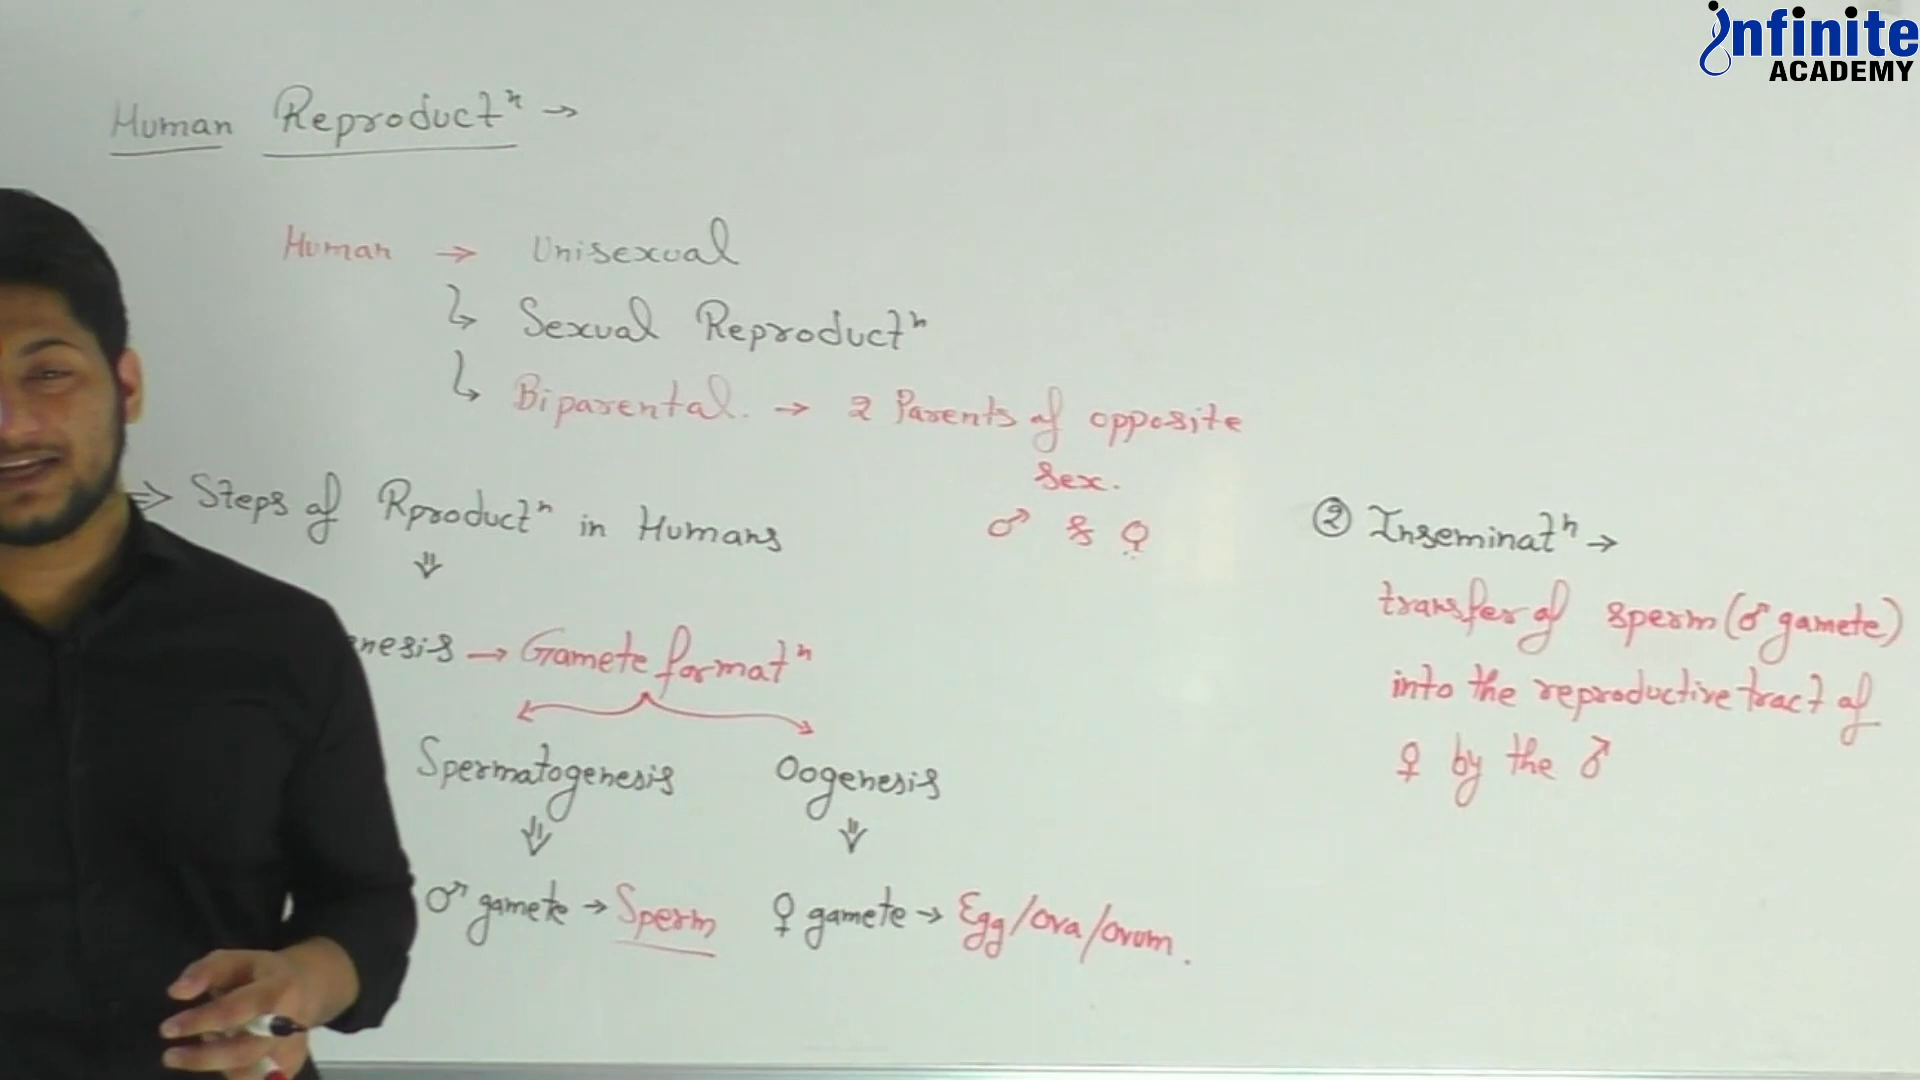 infinite
ACADEMY
Human Reproductⁿ →
Human → Unisexual
↳ Sexual Reproductⁿ
↳ Biparental. → 2 Parents of opposite
sex.
♂ & ♀
⇒ Steps of Rproductⁿ in Humans
⇓
nesis → Gamete formatⁿ
Spermatogenesis Oogenesis
⇓ ⇓
♂ gamete → Sperm ♀ gamete → Egg/ova/ovum.
② Inseminatⁿ →
transfer of sperm (♂ gamete)
into the reproductive tract of
♀ by the ♂